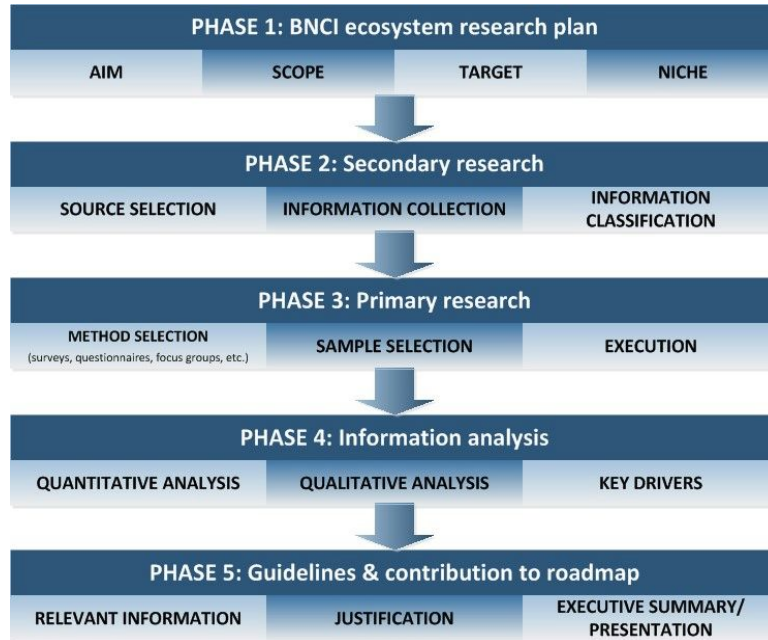 PHASE 1: BNCI ecosystem research plan
AIM
SCOPE
TARGET
NICHE
PHASE 2: Secondary research
SOURCE SELECTION
INFORMATION COLLECTION
INFORMATION
CLASSIFICATION
PHASE 3: Primary research
METHOD SELECTION
(surveys, questionnaires, focus groups, etc.)
SAMPLE SELECTION
EXECUTION
PHASE 4: Information analysis
QUANTITATIVE ANALYSIS
QUALITATIVE ANALYSIS
KEY DRIVERS
PHASE 5: Guidelines & contribution to roadmap
RELEVANT INFORMATION
JUSTIFICATION
EXECUTIVE SUMMARY/
PRESENTATION